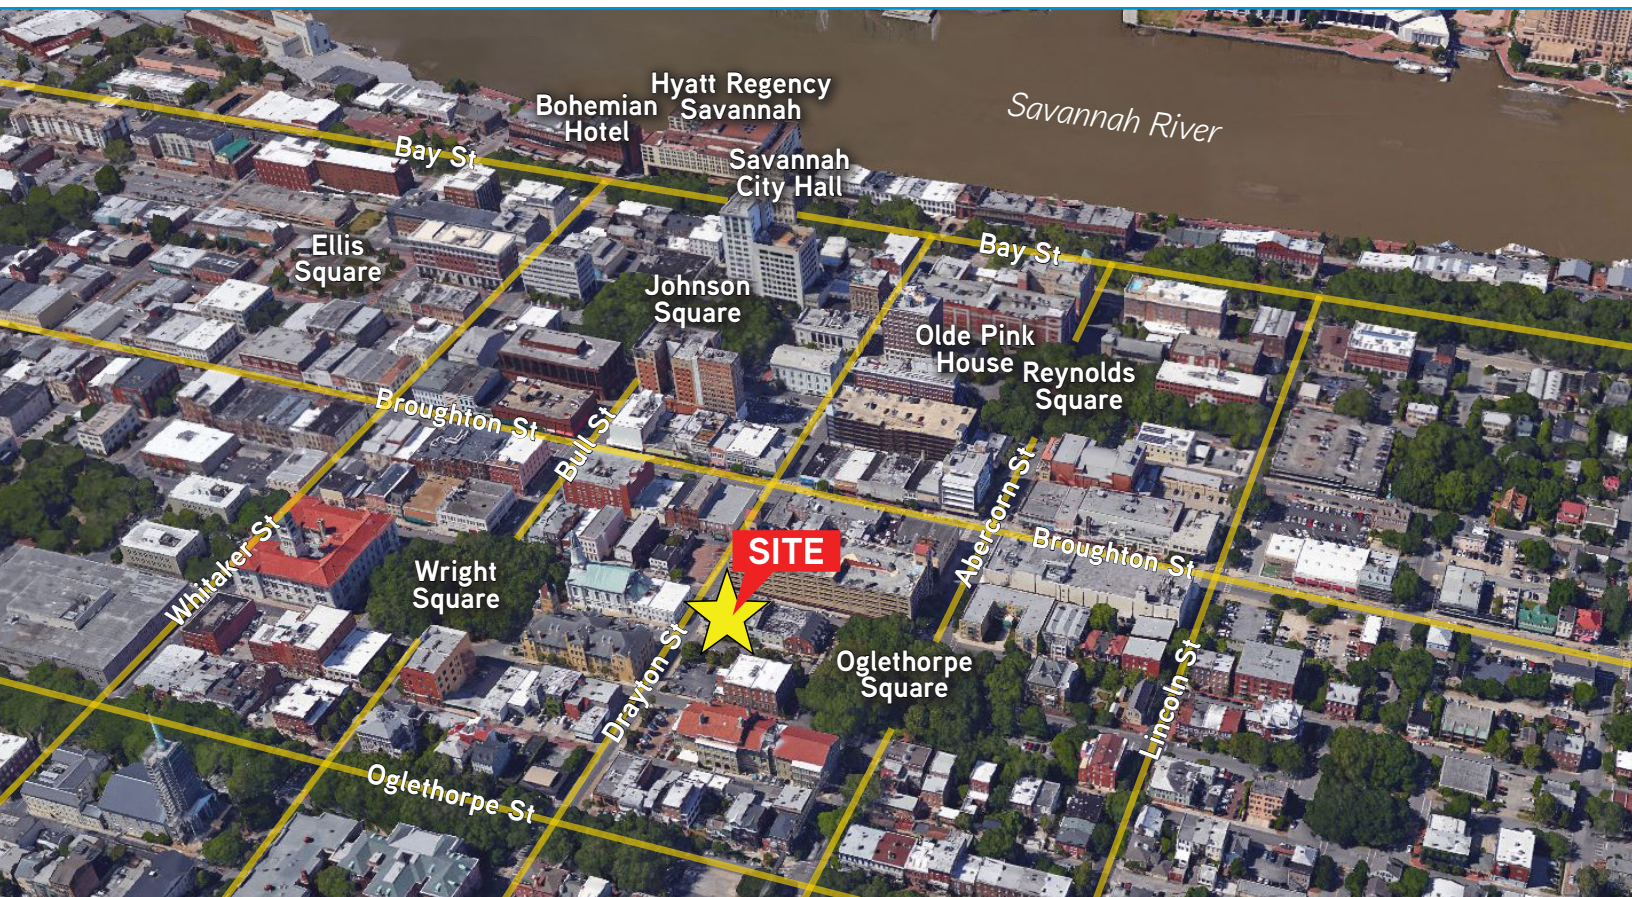 Hyatt Regency
Savannah
Bohemian
Hotel
Savannah River
Bay St
Savannah
City Hall
Ellis
Square
Bay St
Johnson
Square
Olde Pink
House
Reynolds
Square
Broughton St
Bull St
Abercorn St
Whitaker St
SITE
Broughton St
Wright
Square
Drayton St
Oglethorpe
Square
Lincoln St
Oglethorpe St